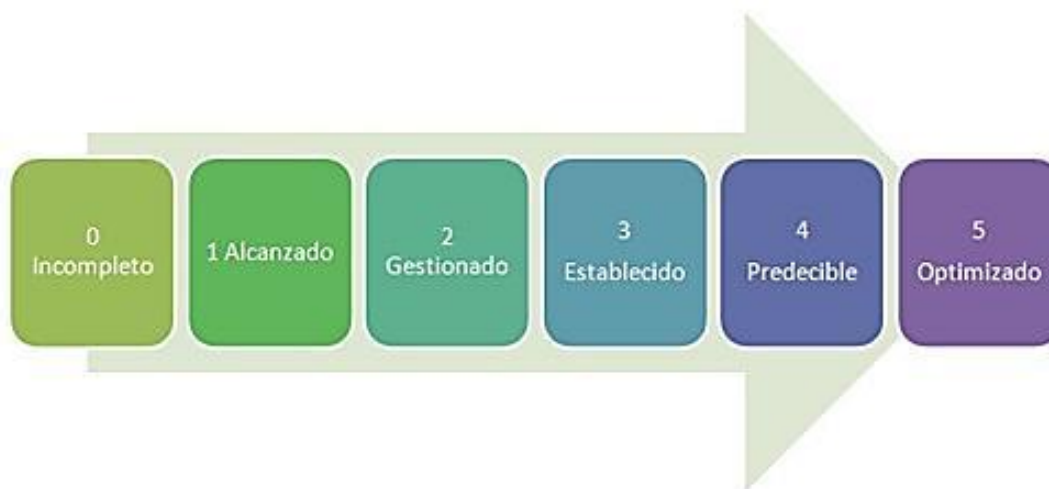 0
Incompleto
1 Alcanzado
2
Gestionado
3
Establecido
4
Predecible
5
Optimizado